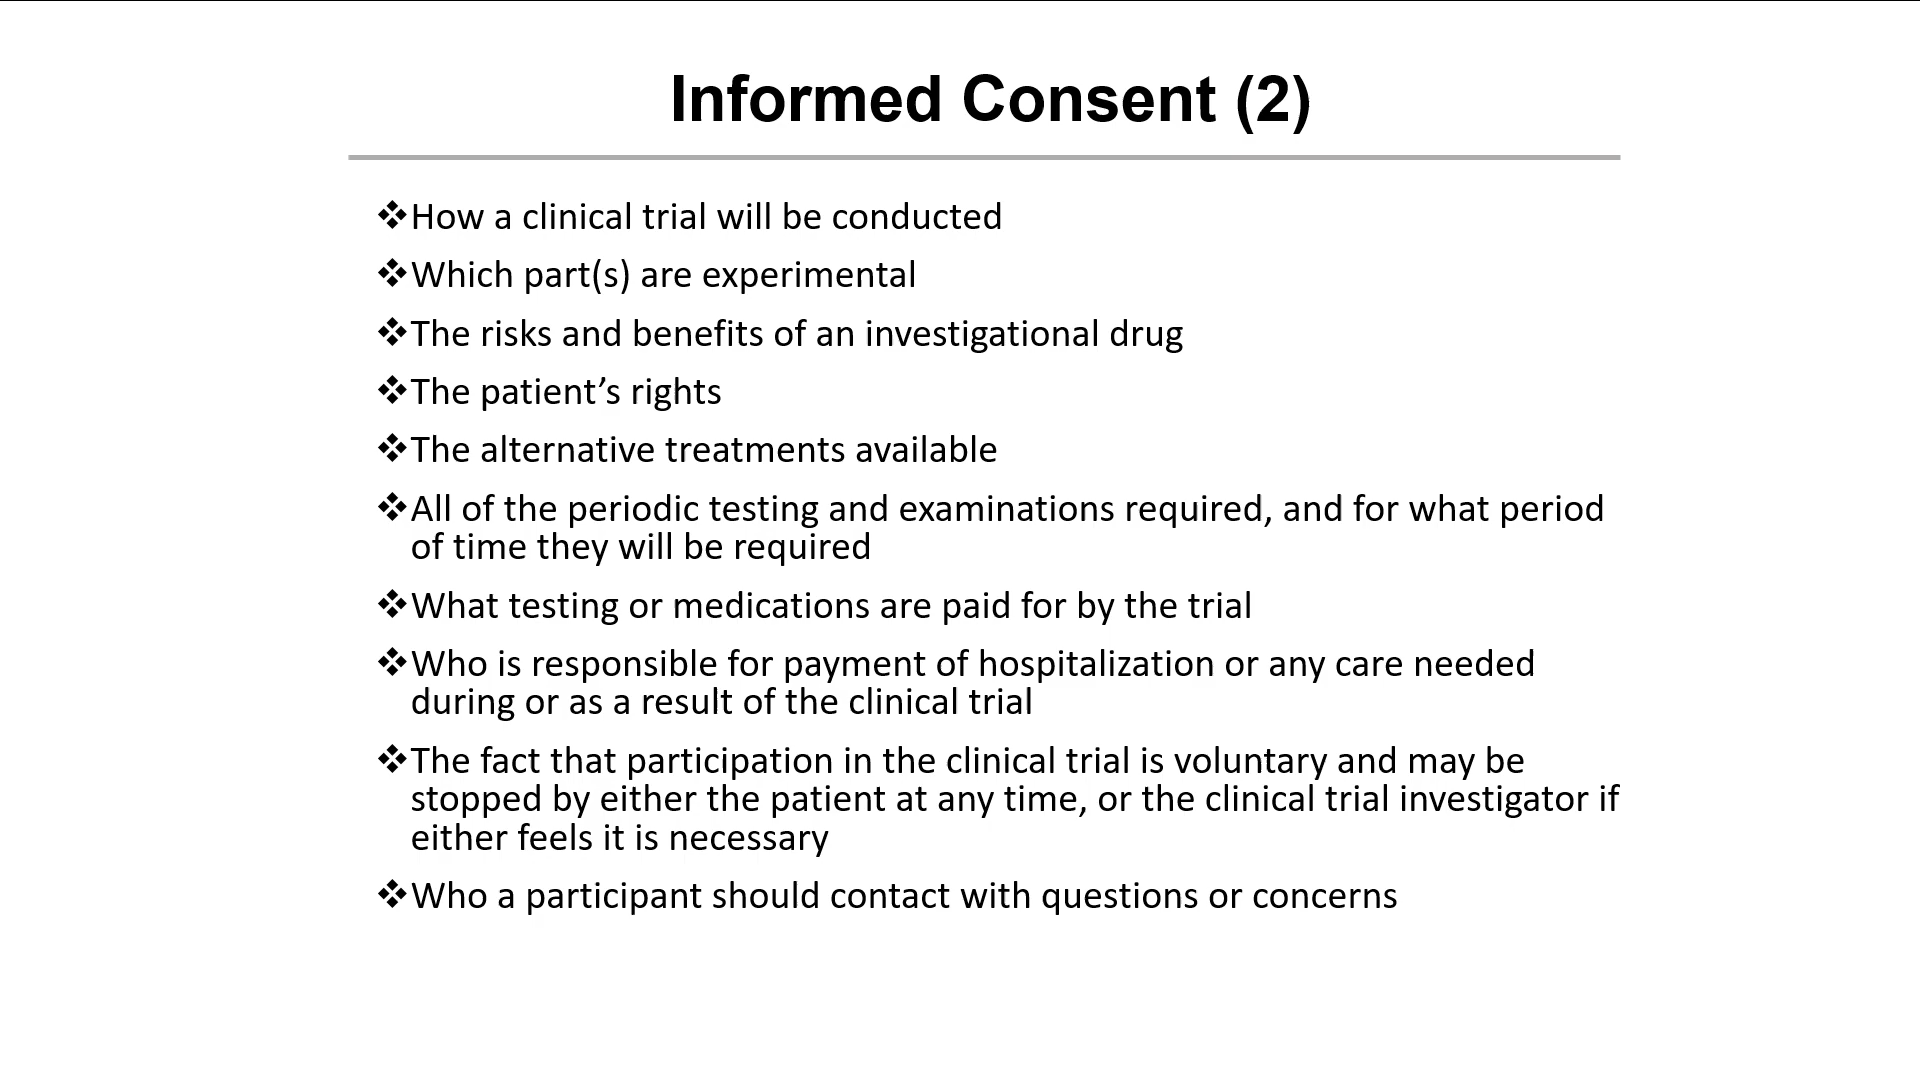 Informed Consent (2)
❖How a clinical trial will be conducted
❖Which part(s) are experimental
❖The risks and benefits of an investigational drug
❖The patient’s rights
❖The alternative treatments available
❖All of the periodic testing and examinations required, and for what period
of time they will be required
❖What testing or medications are paid for by the trial
❖Who is responsible for payment of hospitalization or any care needed
during or as a result of the clinical trial
❖The fact that participation in the clinical trial is voluntary and may be
stopped by either the patient at any time, or the clinical trial investigator if
either feels it is necessary
❖Who a participant should contact with questions or concerns